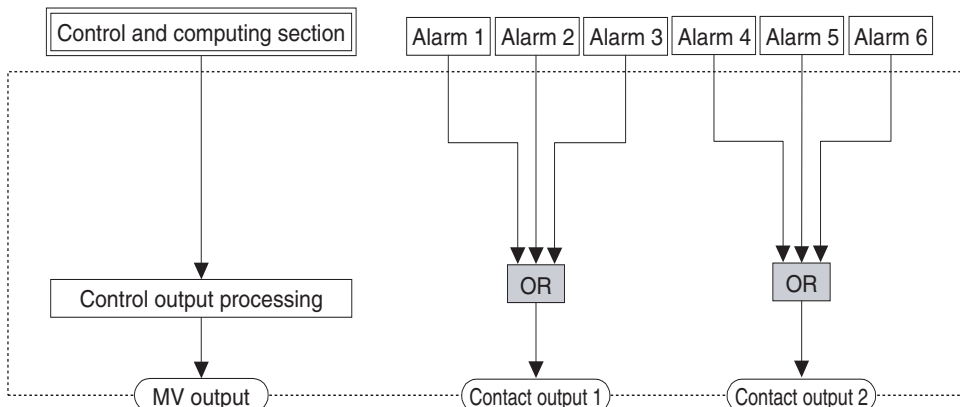 Control and computing section
Alarm 1
Alarm 2
Alarm 3
Alarm 4
Alarm 5
Alarm 6
OR
OR
Control output processing
MV output
Contact output 1
Contact output 2